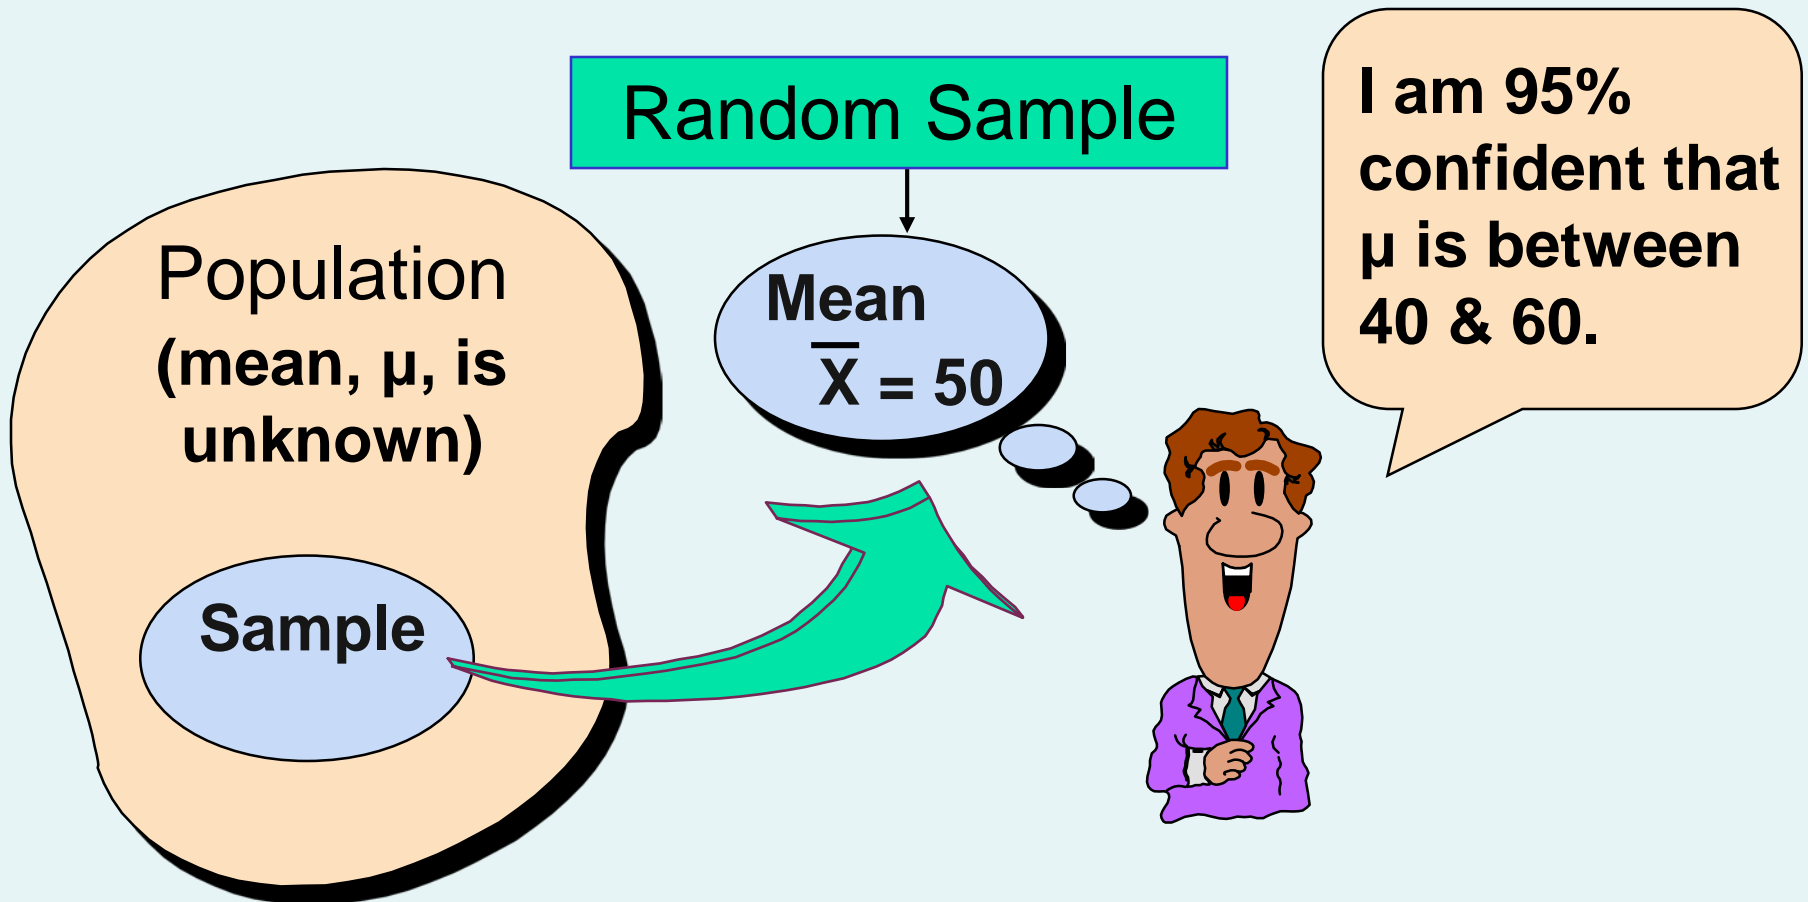 Random Sample
Population
(mean, μ, is
unknown)
Sample
Mean
X̅ = 50
I am 95%
confident that
μ is between
40 & 60.